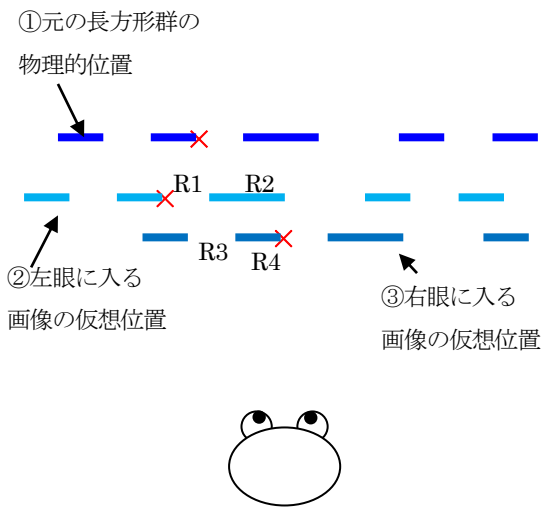 ①元の長方形群の
物理的位置
R1
R2
R3
R4
②左眼に入る
画像の仮想位置
③右眼に入る
画像の仮想位置